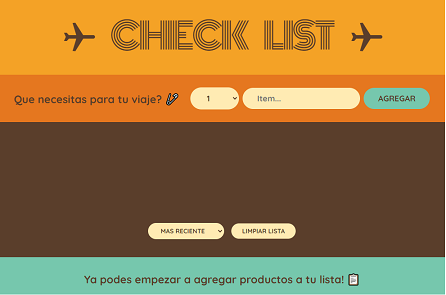 CHECK LIST
Que necesitas para tu viaje? 1 Item... AGREGAR
MAS RECIENTE LIMPIAR LISTA
Ya podes empezar a agregar productos a tu lista!